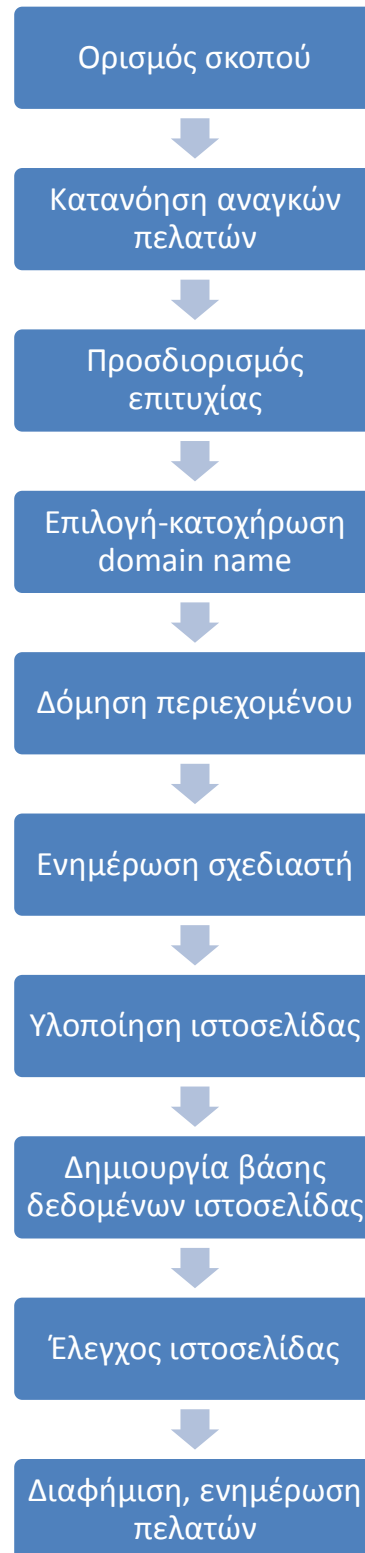 Ορισμός σκοπού
Κατανόηση αναγκών
πελατών
Προσδιορισμός
επιτυχίας
Επιλογή-κατοχήρωση
domain name
Δόμηση περιεχομένου
Ενημέρωση σχεδιαστή
Υλοποίηση ιστοσελίδας
Δημιουργία βάσης
δεδομένων ιστοσελίδας
Έλεγχος ιστοσελίδας
Διαφήμιση, ενημέρωση
πελατών